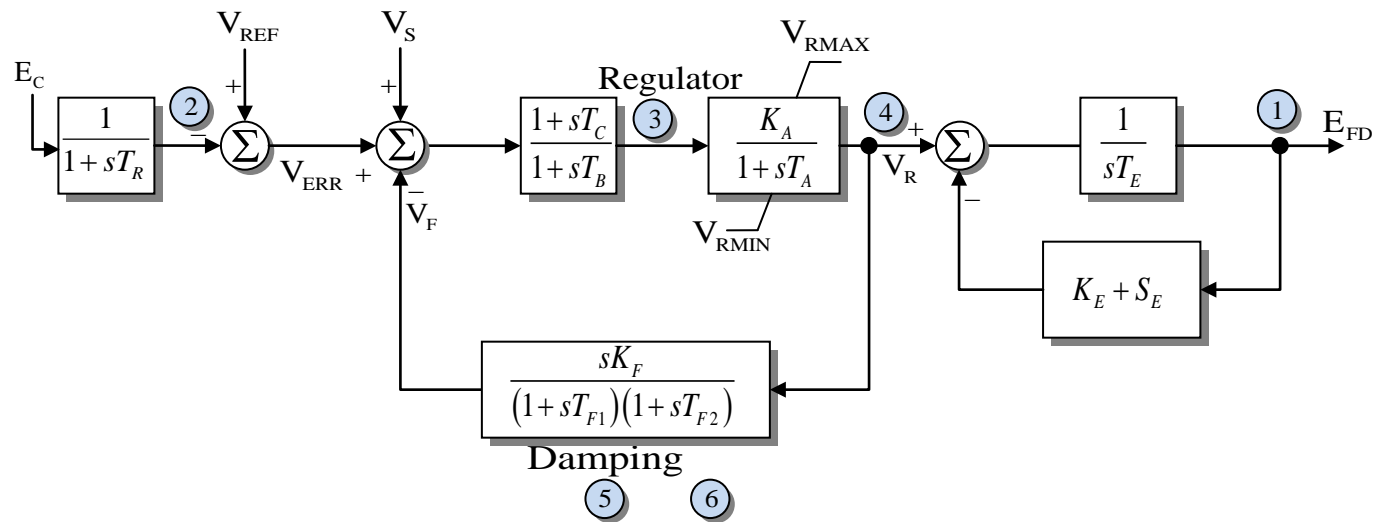 V_REF
V_S
V_RMAX
E_C
Regulator
2
3
4
1
1
1 + sT_R
−
+
Σ
V_ERR
+
+
Σ
−
V_F
1 + sT_C
1 + sT_B
K_A
1 + sT_A
V_RMIN
+
V_R
Σ
−
1
sT_E
E_FD
K_E + S_E
sK_F
(1 + sT_F1)(1 + sT_F2)
Damping
5
6